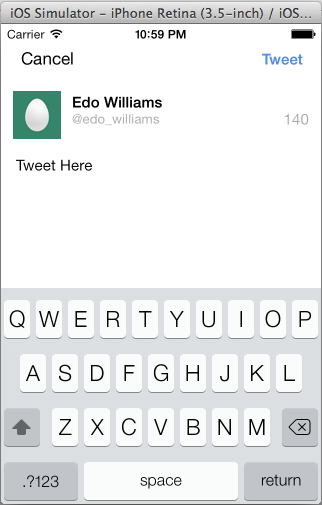 iOS Simulator - iPhone Retina (3.5-inch) / iOS...
Carrier 10:59 PM
Cancel Tweet
Edo Williams
@edo_williams 140
Tweet Here
Q W E R T Y U I O P
A S D F G H J K L
Z X C V B N M
.?123 space return